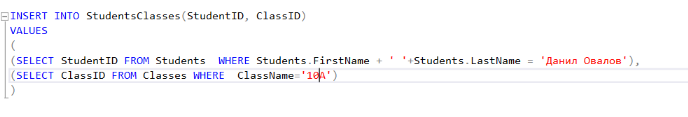 INSERT INTO StudentsClasses(StudentID, ClassID)
VALUES
(
(SELECT StudentID FROM Students  WHERE Students.FirstName + ' '+Students.LastName = 'Данил Овалов'),
(SELECT ClassID FROM Classes WHERE  ClassName='10А')
)